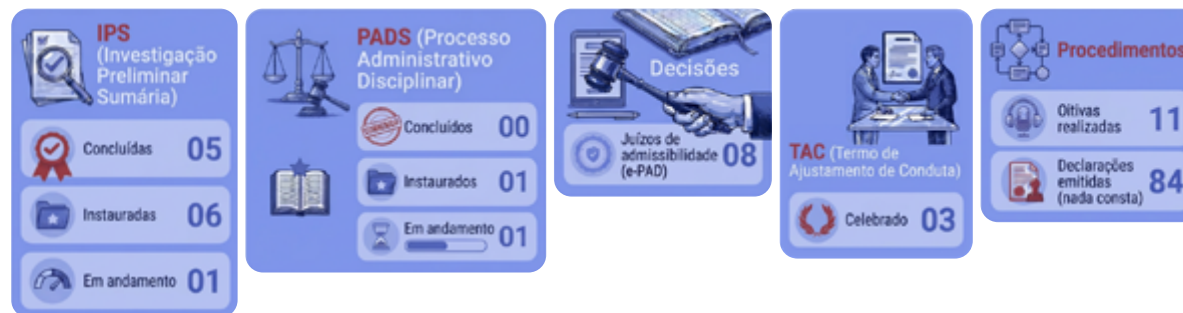 IPS
(Investigação
Preliminar
Sumária)
Concluídas 05
Instauradas 06
Em andamento 01
PADS (Processo
Administrativo
Disciplinar)
Concluídos 00
Instaurados 01
Em andamento 01
Decisões
Juízos de
admissibilidade 08
(e-PAD)
TAC (Termo de
Ajustamento de Conduta)
Celebrado 03
Procedimentos
Oitivas
realizadas 11
Declarações
emitidas 84
(nada consta)